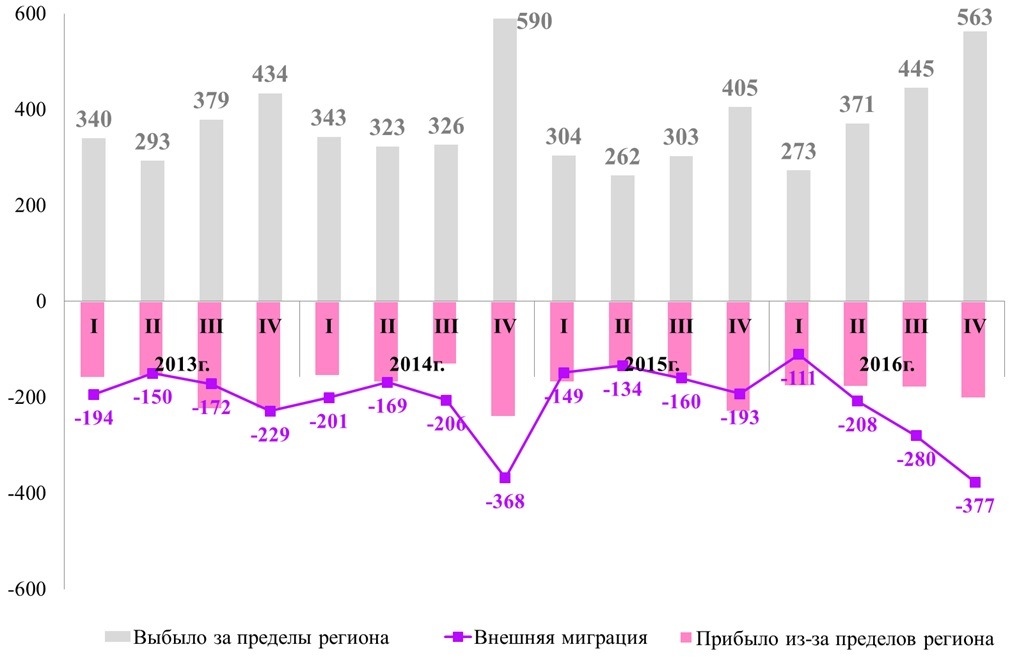 600
400
200
0
-200
-400
-600
340 293 379 434 343 323 326 590 304 262 303 405 273 371 445 563
I II III IV I II III IV I II III IV I II III IV
2013г. 2014г. 2015г. 2016г.
-194 -150 -172 -229 -201 -169 -206 -368 -149 -134 -160 -193 -111 -208 -280 -377
Выбыло за пределы региона Внешняя миграция Прибыло из-за пределов региона